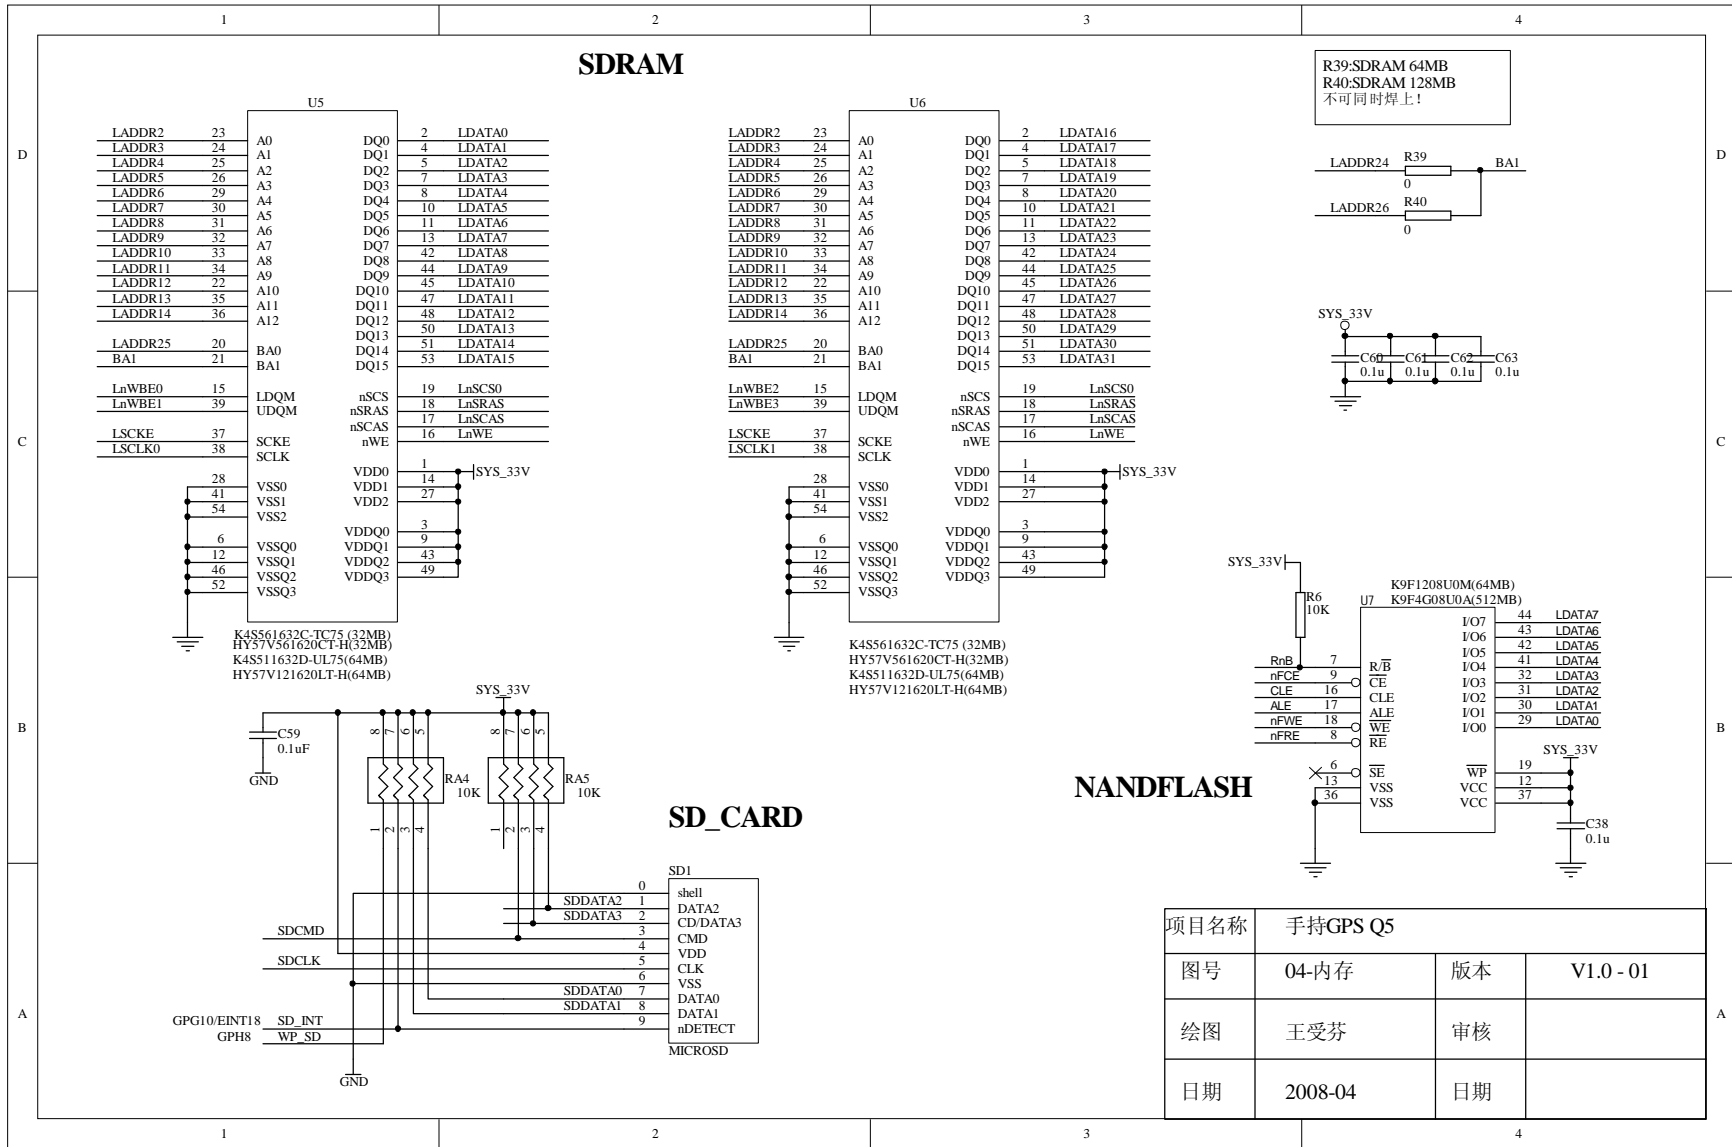 1 2 3 4
SDRAM
R39:SDRAM 64MB
R40:SDRAM 128MB
不可同时焊上!
U5
LADDR2 23 A0 DQ0 2 LDATA0
LADDR3 24 A1 DQ1 4 LDATA1
LADDR4 25 A2 DQ2 5 LDATA2
LADDR5 26 A3 DQ3 7 LDATA3
LADDR6 29 A4 DQ4 8 LDATA4
LADDR7 30 A5 DQ5 10 LDATA5
LADDR8 31 A6 DQ6 11 LDATA6
LADDR9 32 A7 DQ7 13 LDATA7
LADDR10 33 A8 DQ8 42 LDATA8
LADDR11 34 A9 DQ9 44 LDATA9
LADDR12 22 A10 DQ10 45 LDATA10
LADDR13 35 A11 DQ11 47 LDATA11
LADDR14 36 A12 DQ12 48 LDATA12
DQ13 50 LDATA13
LADDR25 20 BA0 DQ14 51 LDATA14
BA1 21 BA1 DQ15 53 LDATA15
LnWBE0 15 LDQM nSCS 19 LnSCS0
LnWBE1 39 UDQM nSRAS 18 LnSRAS
nSCAS 17 LnSCAS
LSCKE 37 SCKE nWE 16 LnWE
LSCLK0 38 SCLK
VDD0 1 SYS_33V
28 VSS0 VDD1 14
41 VSS1 VDD2 27
54 VSS2
VDDQ0 3
6 VSSQ0 VDDQ1 9
12 VSSQ1 VDDQ2 43
46 VSSQ2 VDDQ3 49
52 VSSQ3
K4S561632C-TC75 (32MB)
HY57V561620CT-H(32MB)
K4S511632D-UL75(64MB)
HY57V121620LT-H(64MB)
U6
LADDR2 23 A0 DQ0 2 LDATA16
LADDR3 24 A1 DQ1 4 LDATA17
LADDR4 25 A2 DQ2 5 LDATA18
LADDR5 26 A3 DQ3 7 LDATA19
LADDR6 29 A4 DQ4 8 LDATA20
LADDR7 30 A5 DQ5 10 LDATA21
LADDR8 31 A6 DQ6 11 LDATA22
LADDR9 32 A7 DQ7 13 LDATA23
LADDR10 33 A8 DQ8 42 LDATA24
LADDR11 34 A9 DQ9 44 LDATA25
LADDR12 22 A10 DQ10 45 LDATA26
LADDR13 35 A11 DQ11 47 LDATA27
LADDR14 36 A12 DQ12 48 LDATA28
DQ13 50 LDATA29
LADDR25 20 BA0 DQ14 51 LDATA30
BA1 21 BA1 DQ15 53 LDATA31
LnWBE2 15 LDQM nSCS 19 LnSCS0
LnWBE3 39 UDQM nSRAS 18 LnSRAS
nSCAS 17 LnSCAS
LSCKE 37 SCKE nWE 16 LnWE
LSCLK1 38 SCLK
VDD0 1 SYS_33V
28 VSS0 VDD1 14
41 VSS1 VDD2 27
54 VSS2
VDDQ0 3
6 VSSQ0 VDDQ1 9
12 VSSQ1 VDDQ2 43
46 VSSQ2 VDDQ3 49
52 VSSQ3
K4S561632C-TC75 (32MB)
HY57V561620CT-H(32MB)
K4S511632D-UL75(64MB)
HY57V121620LT-H(64MB)
LADDR24 R39 BA1
0
LADDR26 R40
0
SYS_33V
C60 C61 C62 C63
0.1u 0.1u 0.1u 0.1u
SYS_33V
R6
10K
K9F1208U0M(64MB)
U7 K9F4G08U0A(512MB)
I/O7 44 LDATA7
I/O6 43 LDATA6
I/O5 42 LDATA5
RnB 7 R/B I/O4 41 LDATA4
nFCE 9 CE I/O3 32 LDATA3
CLE 16 CLE I/O2 31 LDATA2
ALE 17 ALE I/O1 30 LDATA1
nFWE 18 WE I/O0 29 LDATA0
nFRE 8 RE
SYS_33V
6 SE WP 19
13 VSS VCC 12
36 VSS VCC 37
C38
0.1u
NANDFLASH
SYS_33V
C59
0.1uF
GND
8 7 6 5
RA4
10K
1 2 3 4
8 7 6 5
RA5
10K
1 2 3 4
SD_CARD
SD1
0 shell
SDDATA2 1 DATA2
SDDATA3 2 CD/DATA3
SDCMD 3 CMD
4 VDD
SDCLK 5 CLK
6 VSS
SDDATA0 7 DATA0
SDDATA1 8 DATA1
GPG10/EINT18 SD_INT 9 nDETECT
GPH8 WP_SD
MICROSD
GND
项目名称 手持GPS Q5
图号 04-内存 版本 V1.0 - 01
绘图 王受芬 审核
日期 2008-04 日期
D D
C C
B B
A A
1 2 3 4